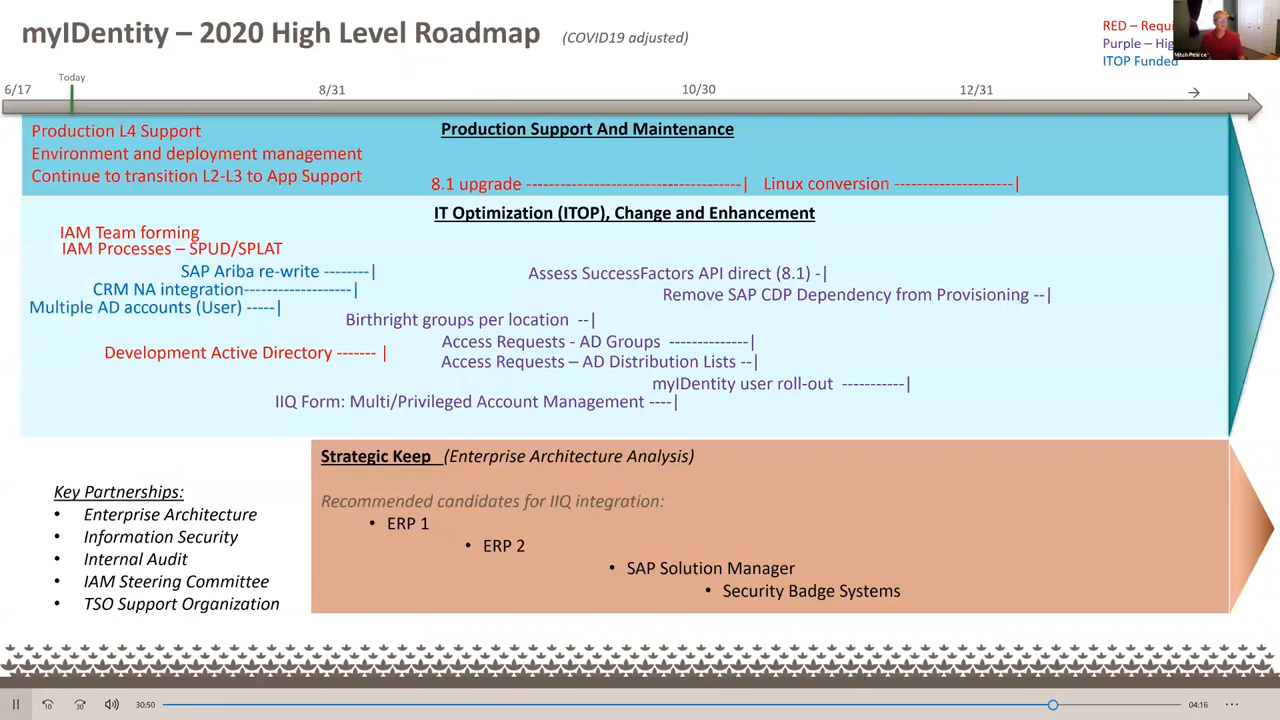 myIDentity – 2020 High Level Roadmap (COVID19 adjusted)
RED – Requi
Purple – Hig
ITOP Funded
Mitch Pearce
Today
6/17 8/31 10/30 12/31 →
Production L4 Support
Environment and deployment management
Continue to transition L2-L3 to App Support
Production Support And Maintenance
8.1 upgrade ---------------------------------------| Linux conversion ---------------------|
IT Optimization (ITOP), Change and Enhancement
IAM Team forming
IAM Processes – SPUD/SPLAT
SAP Ariba re-write --------|
CRM NA integration-------------------|
Multiple AD accounts (User) -----|
Assess SuccessFactors API direct (8.1) -|
Remove SAP CDP Dependency from Provisioning --|
Birthright groups per location --|
Access Requests - AD Groups --------------|
Development Active Directory ------- |
Access Requests – AD Distribution Lists --|
myIDentity user roll-out -----------|
IIQ Form: Multi/Privileged Account Management ----|
Strategic Keep (Enterprise Architecture Analysis)
Recommended candidates for IIQ integration:
• ERP 1
• ERP 2
• SAP Solution Manager
• Security Badge Systems
Key Partnerships:
• Enterprise Architecture
• Information Security
• Internal Audit
• IAM Steering Committee
• TSO Support Organization
10 30 30:50 04:16